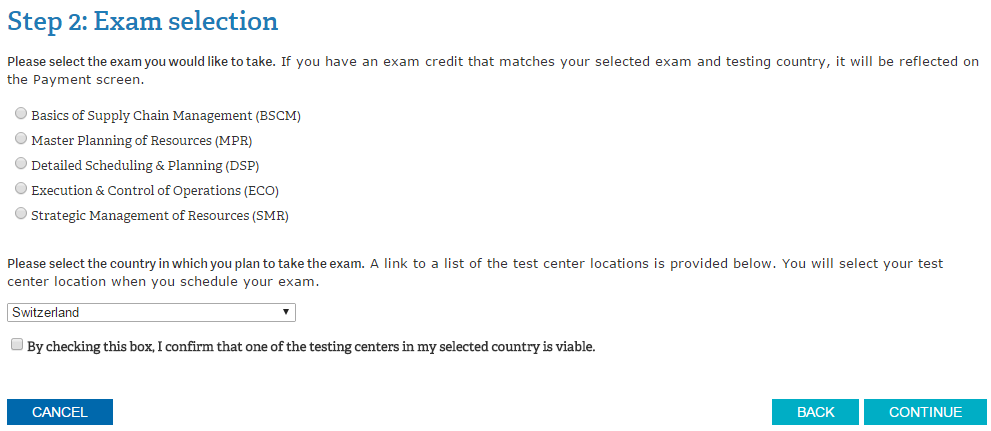 Step 2: Exam selection
Please select the exam you would like to take. If you have an exam credit that matches your selected exam and testing country, it will be reflected on
the Payment screen.
Basics of Supply Chain Management (BSCM)
Master Planning of Resources (MPR)
Detailed Scheduling & Planning (DSP)
Execution & Control of Operations (ECO)
Strategic Management of Resources (SMR)
Please select the country in which you plan to take the exam. A link to a list of the test center locations is provided below. You will select your test
center location when you schedule your exam.
Switzerland
By checking this box, I confirm that one of the testing centers in my selected country is viable.
CANCEL BACK CONTINUE